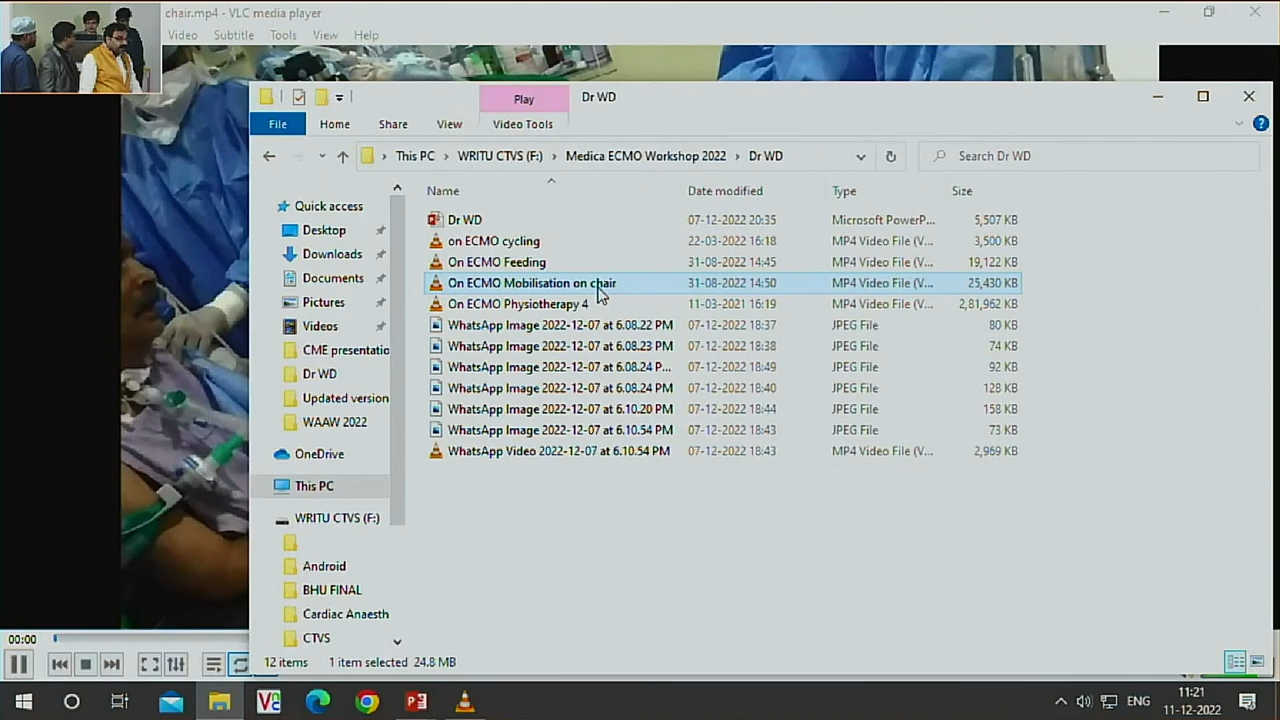 chair.mp4 - VLC media player
Video Subtitle Tools View Help
Play Dr WD
File Home Share View Video Tools
This PC WRITU CTVS (F:) Medica ECMO Workshop 2022 Dr WD Search Dr WD
Name Date modified Type Size
Quick access
Desktop
Downloads
Documents
Pictures
Videos
CME presentatio
Dr WD
Updated version
WAAW 2022
OneDrive
This PC
WRITU CTVS (F:)
Android
BHU FINAL
Cardiac Anaesth
CTVS
Dr WD 07-12-2022 20:35 Microsoft PowerP... 5,507 KB
on ECMO cycling 22-03-2022 16:18 MP4 Video File (V... 3,500 KB
On ECMO Feeding 31-08-2022 14:45 MP4 Video File (V... 19,122 KB
On ECMO Mobilisation on chair 31-08-2022 14:50 MP4 Video File (V... 25,430 KB
On ECMO Physiotherapy 4 11-03-2021 16:19 MP4 Video File (V... 2,81,962 KB
WhatsApp Image 2022-12-07 at 6.08.22 PM 07-12-2022 18:37 JPEG File 80 KB
WhatsApp Image 2022-12-07 at 6.08.23 PM 07-12-2022 18:38 JPEG File 74 KB
WhatsApp Image 2022-12-07 at 6.08.24 P... 07-12-2022 18:49 JPEG File 92 KB
WhatsApp Image 2022-12-07 at 6.08.24 PM 07-12-2022 18:40 JPEG File 128 KB
WhatsApp Image 2022-12-07 at 6.10.20 PM 07-12-2022 18:44 JPEG File 158 KB
WhatsApp Image 2022-12-07 at 6.10.54 PM 07-12-2022 18:43 JPEG File 73 KB
WhatsApp Video 2022-12-07 at 6.10.54 PM 07-12-2022 18:43 MP4 Video File (V... 2,969 KB
00:00
12 items 1 item selected 24.8 MB
ENG 11:21
11-12-2022